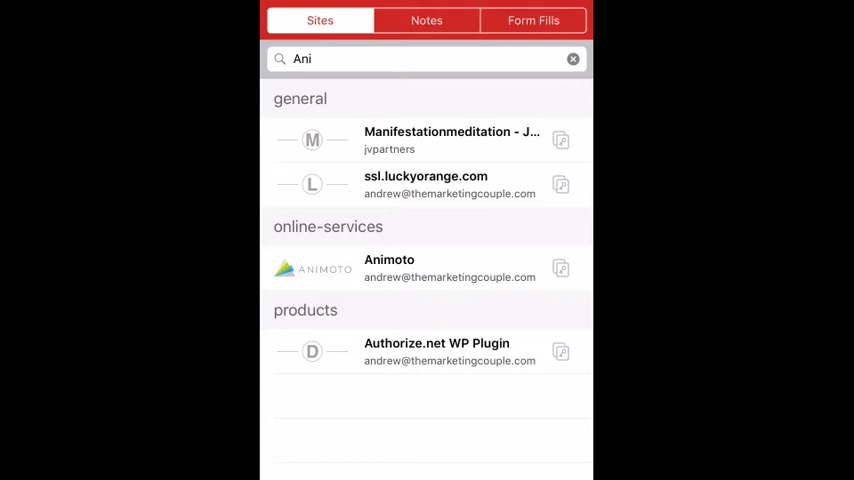 Sites Notes Form Fills
Ani
general
M Manifestationmeditation - J...
jvpartners
L ssl.luckyorange.com
andrew@themarketingcouple.com
online-services
ANIMOTO Animoto
andrew@themarketingcouple.com
products
D Authorize.net WP Plugin
andrew@themarketingcouple.com